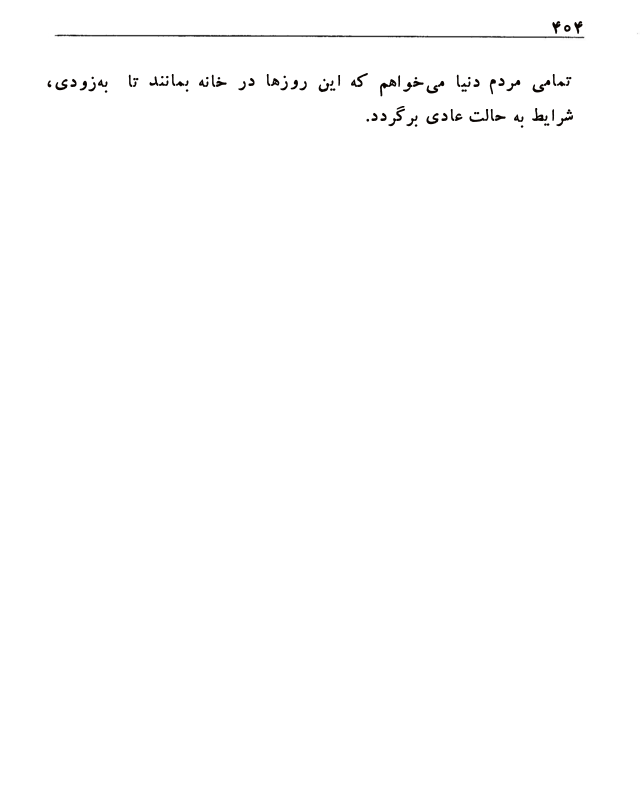 ۴۰۴
تمامی مردم دنیا می‌خواهم که این روزها در خانه بمانند تا به‌زودی،
شرایط به حالت عادی برگردد.